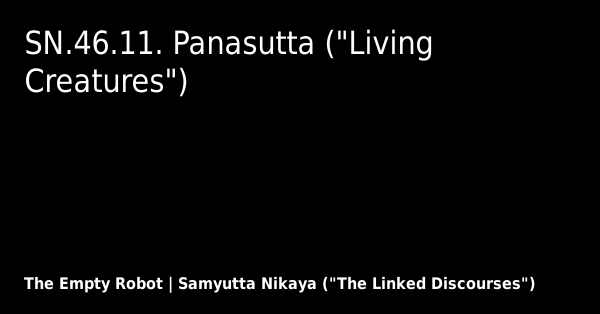 SN.46.11. Panasutta ("Living
Creatures")
The Empty Robot | Samyutta Nikaya ("The Linked Discourses")